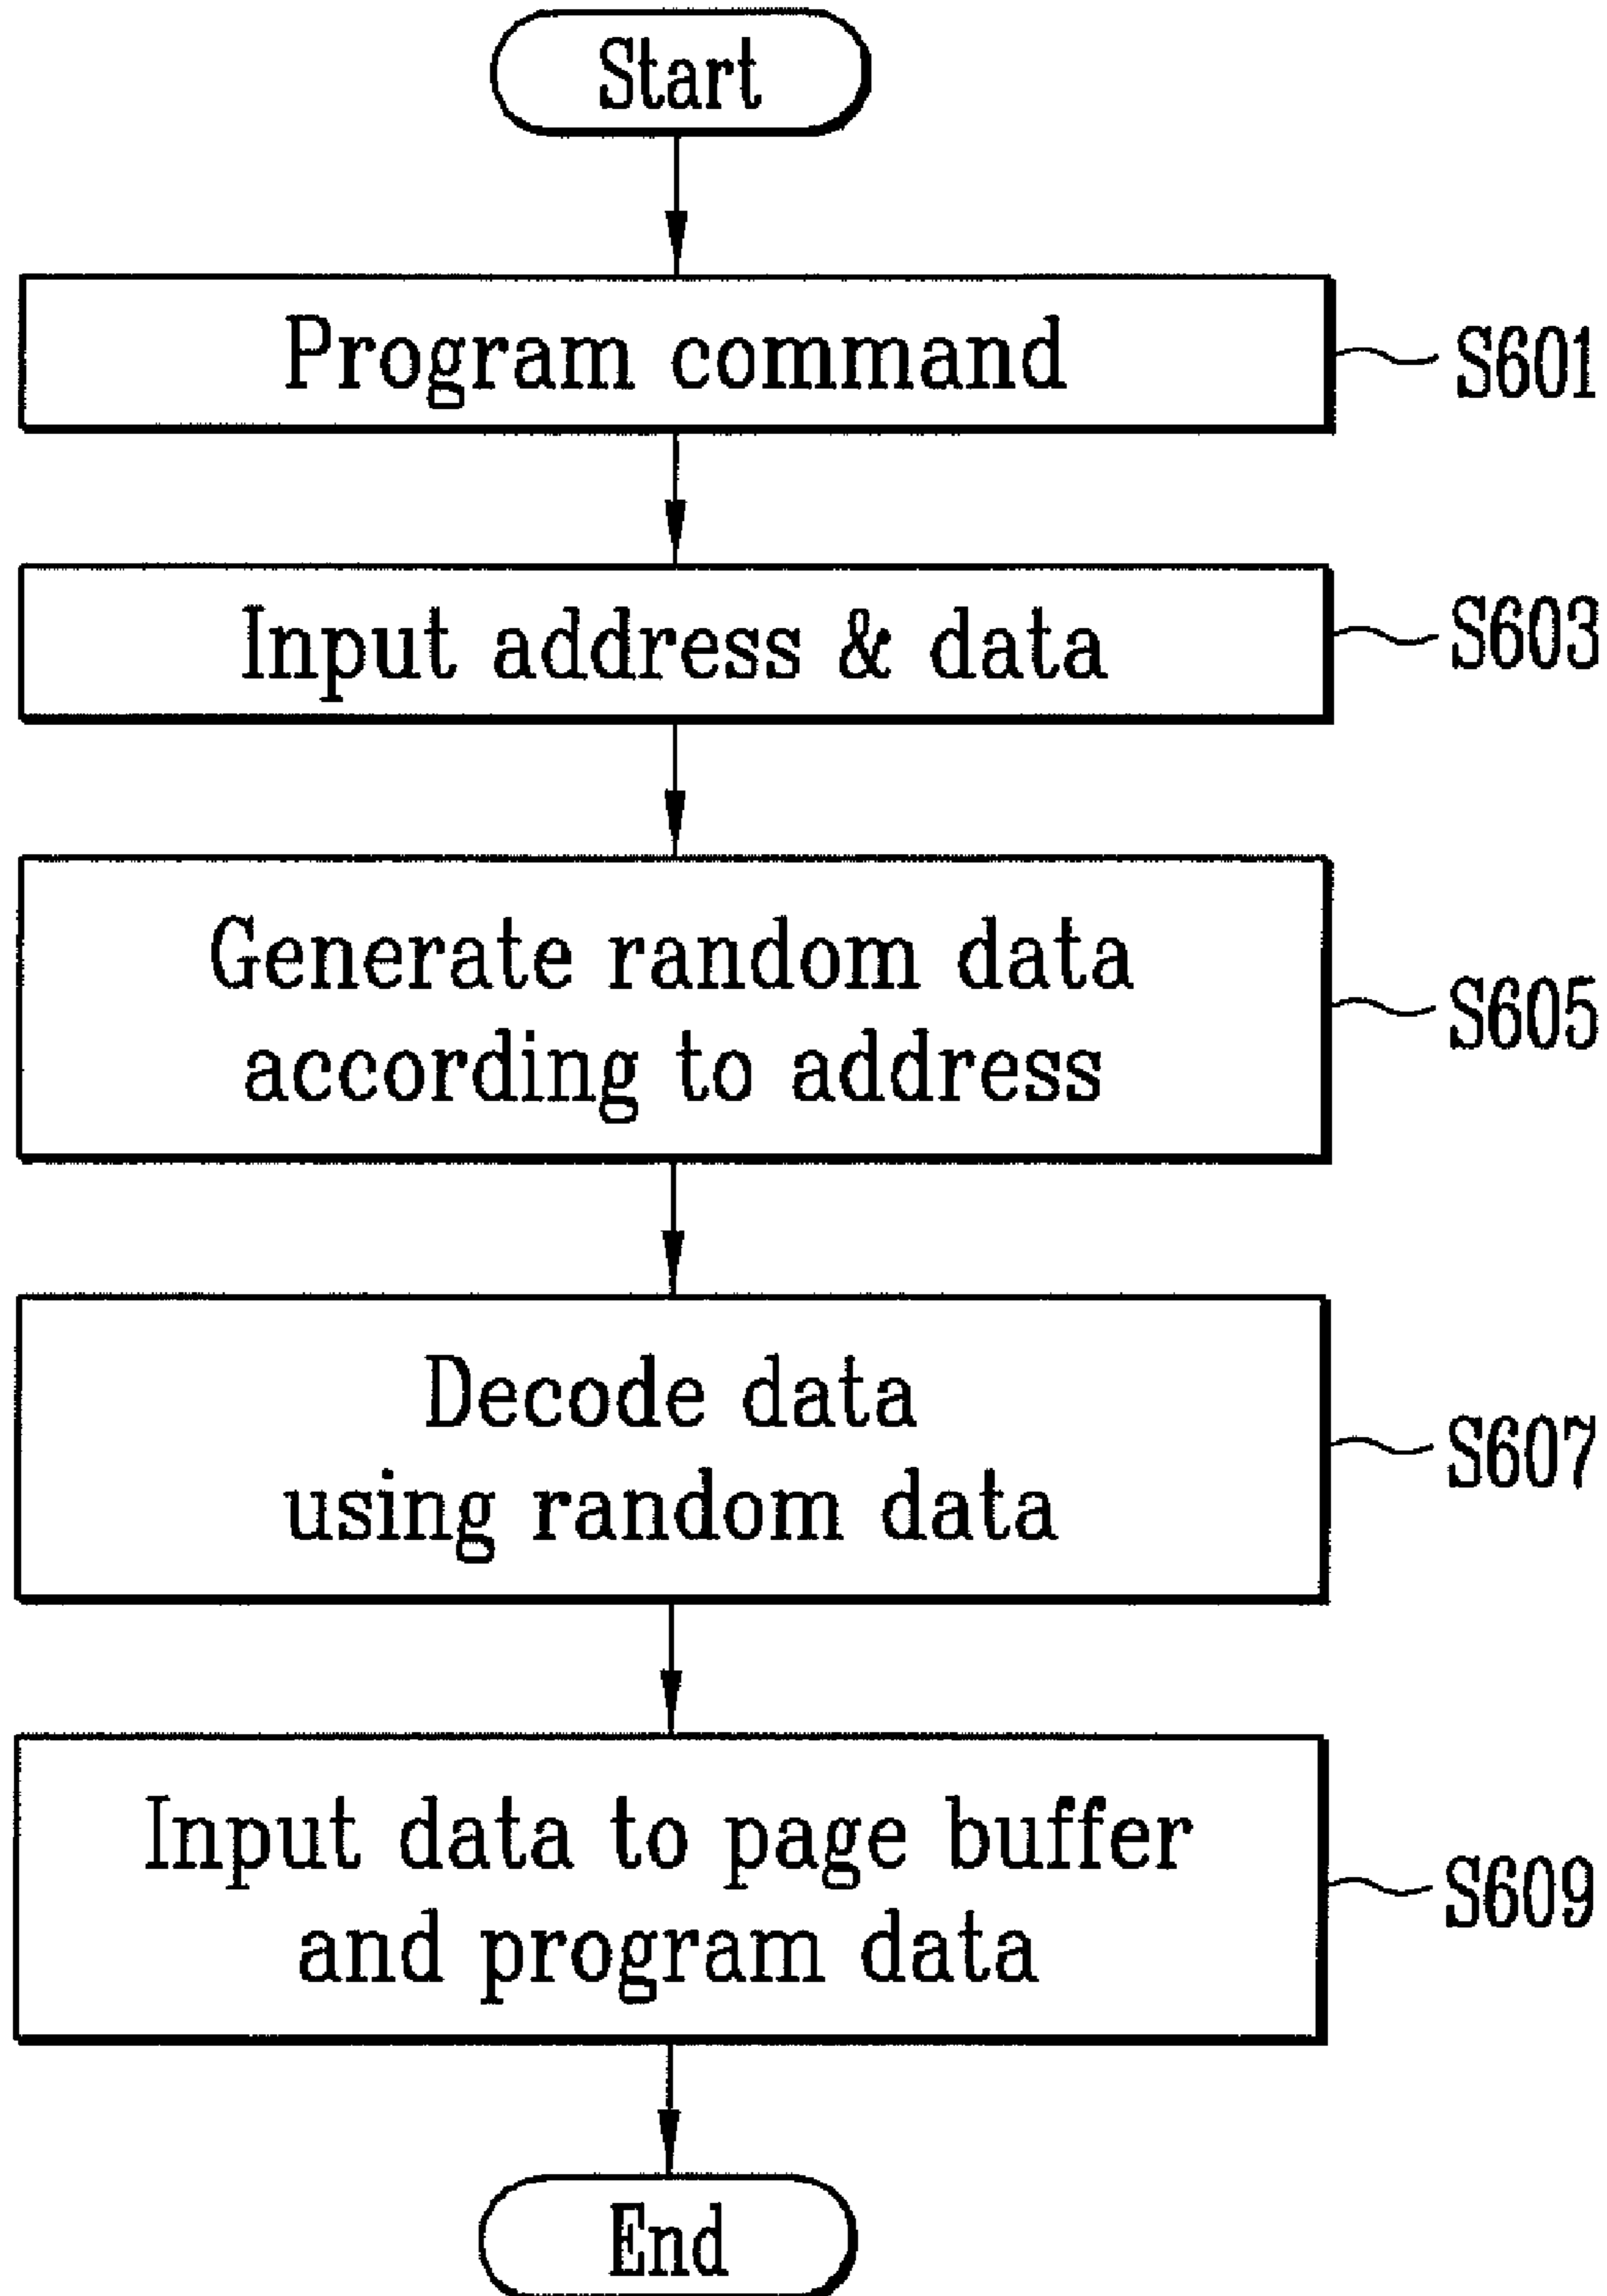 Start
Program command
S601
Input address & data
S603
Generate random data
according to address
S605
Decode data
using random data
S607
Input data to page buffer
and program data
S609
End